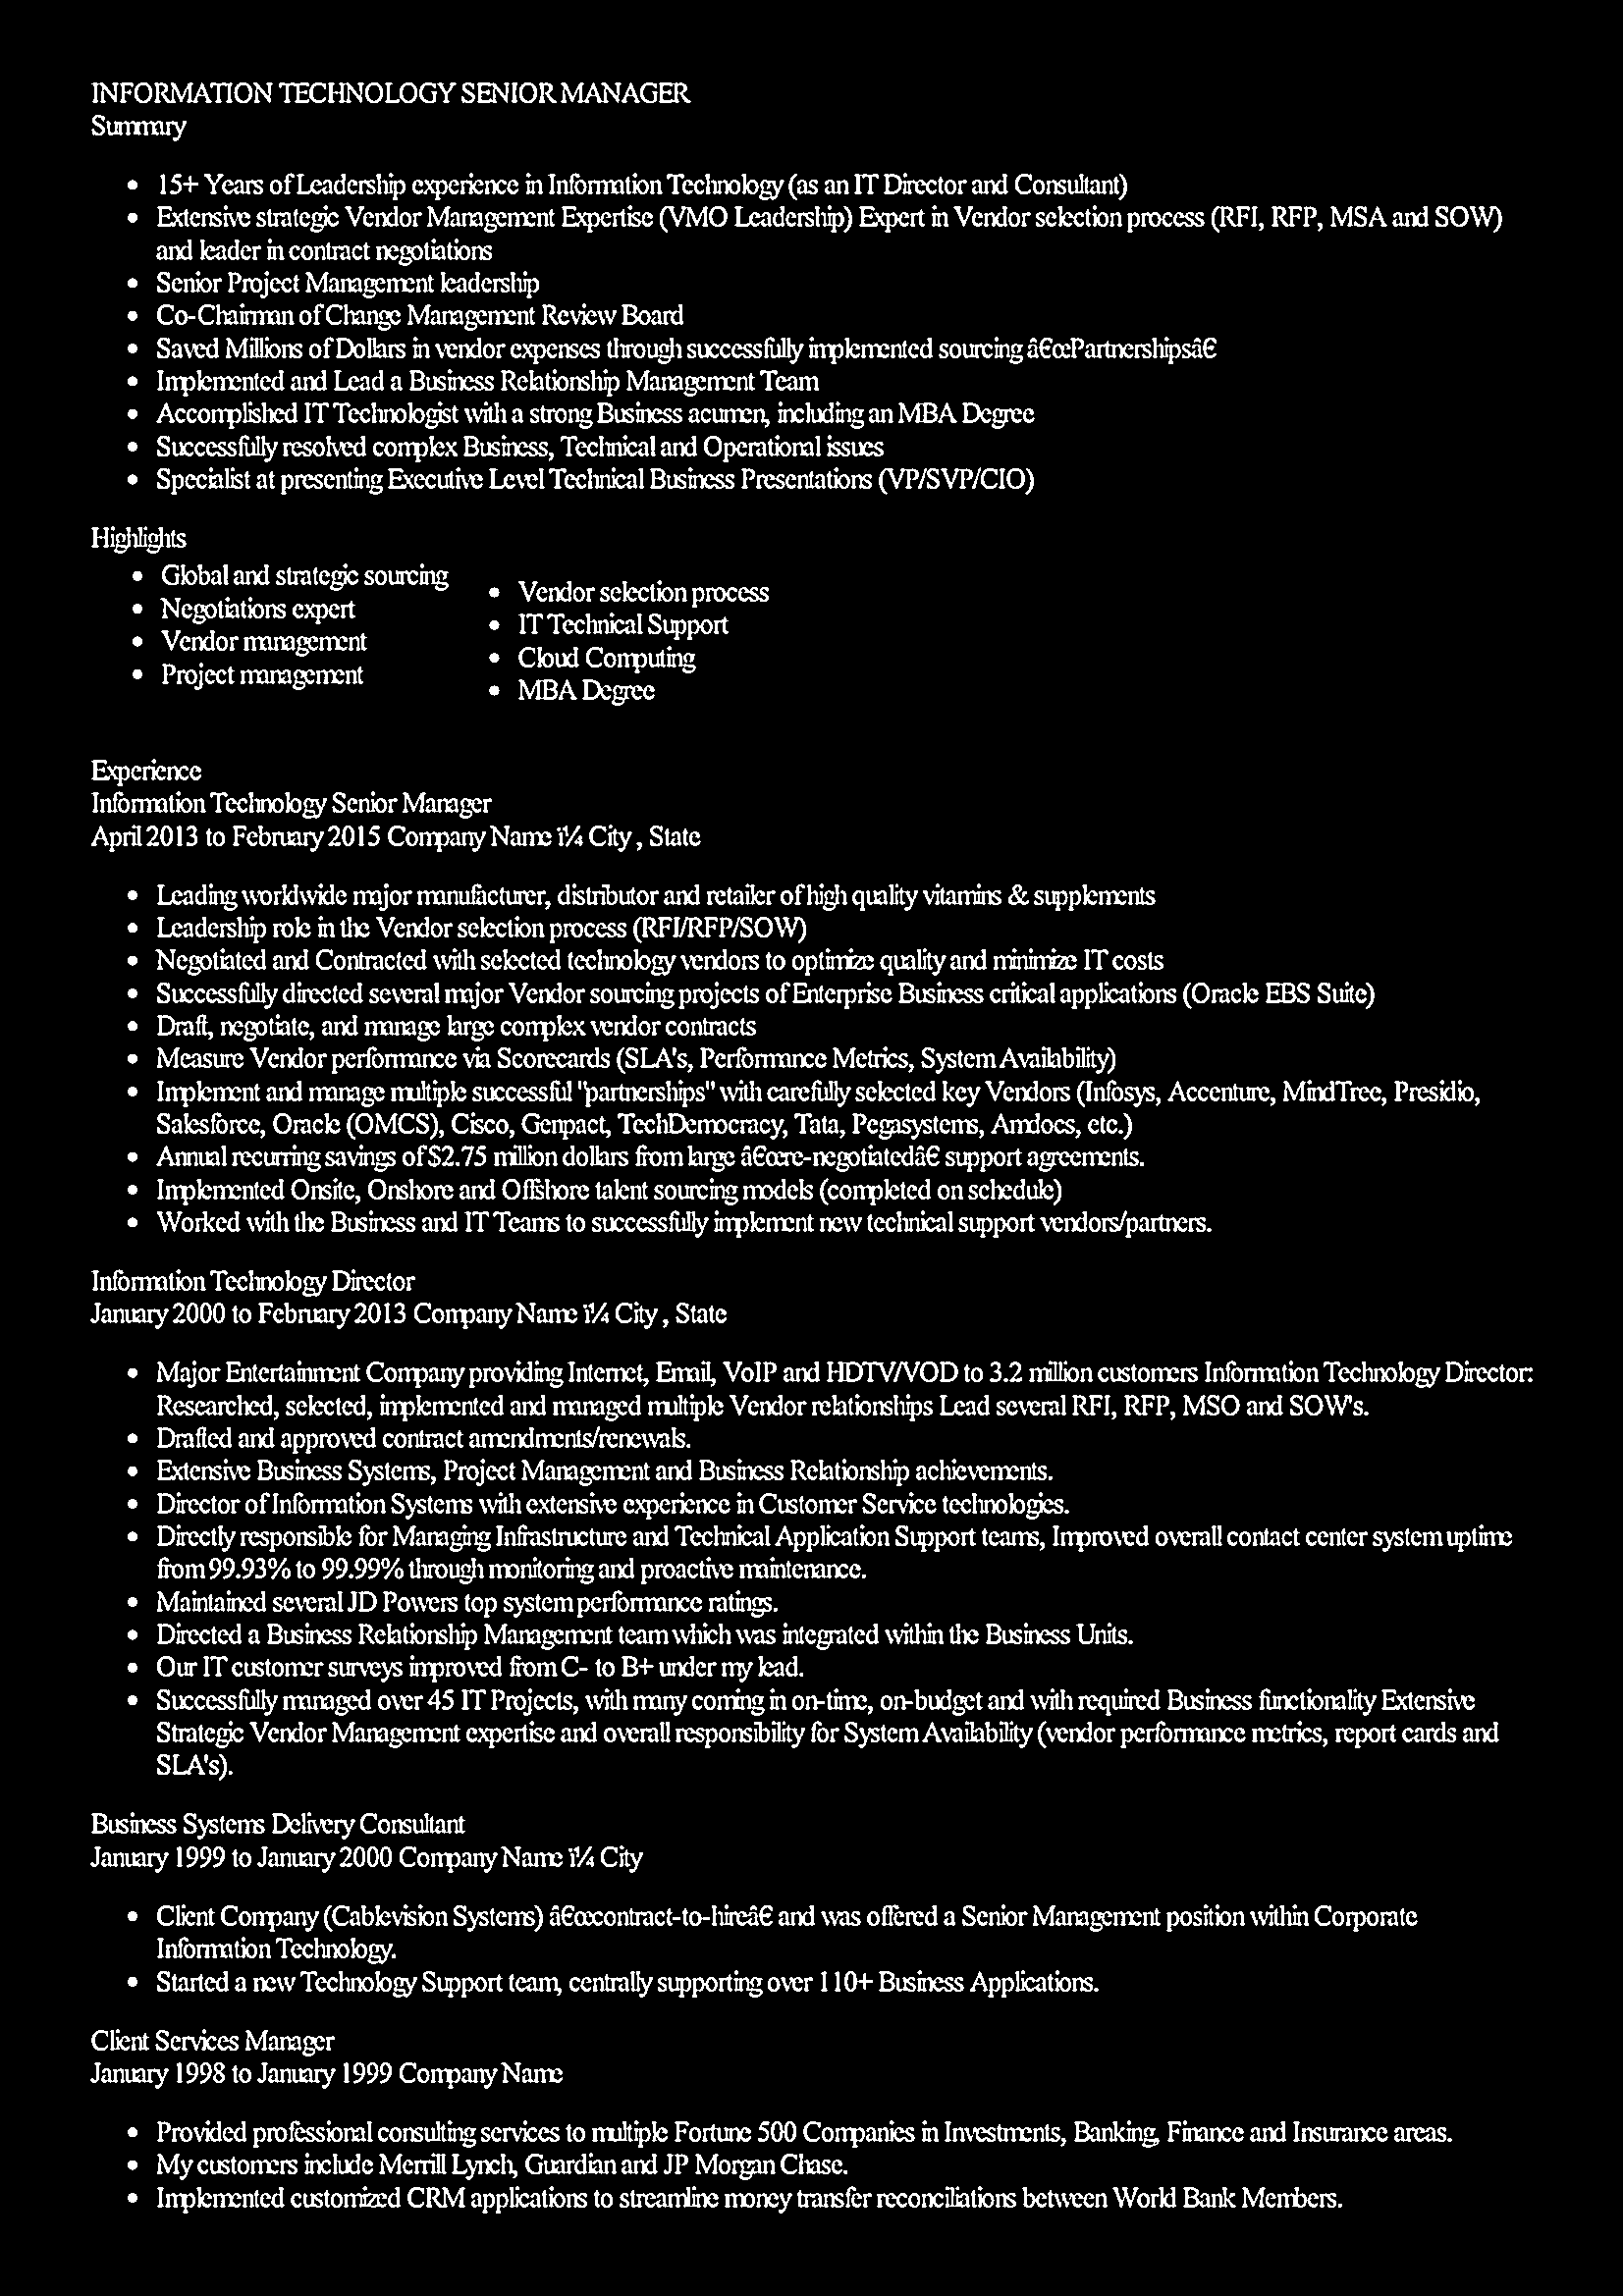 INFORMATION TECHNOLOGY SENIOR MANAGER
Summary
• 15+ Years of Leadership experience in Information Technology (as an IT Director and Consultant)
• Extensive strategic Vendor Management Expertise (VMO Leadership) Expert in Vendor selection process (RFI, RFP, MSA and SOW)
and leader in contract negotiations
• Senior Project Management leadership
• Co-Chairman of Change Management Review Board
• Saved Millions of Dollars in vendor expenses through successfully implemented sourcing â€œPartnershipsâ€
• Implemented and Lead a Business Relationship Management Team
• Accomplished IT Technologist with a strong Business acumen, including an MBA Degree
• Successfully resolved complex Business, Technical and Operational issues
• Specialist at presenting Executive Level Technical Business Presentations (VP/SVP/CIO)
Highlights
• Global and strategic sourcing
• Negotiations expert
• Vendor management
• Project management
• Vendor selection process
• IT Technical Support
• Cloud Computing
• MBA Degree
Experience
Information Technology Senior Manager
April 2013 to February 2015 Company Name ï¼ City , State
• Leading worldwide major manufacturer, distributor and retailer of high quality vitamins & supplements
• Leadership role in the Vendor selection process (RFI/RFP/SOW)
• Negotiated and Contracted with selected technology vendors to optimize quality and minimize IT costs
• Successfully directed several major Vendor sourcing projects of Enterprise Business critical applications (Oracle EBS Suite)
• Draft, negotiate, and manage large complex vendor contracts
• Measure Vendor performance via Scorecards (SLA's, Performance Metrics, System Availability)
• Implement and manage multiple successful "partnerships" with carefully selected key Vendors (Infosys, Accenture, MindTree, Presidio,
Salesforce, Oracle (OMCS), Cisco, Genpact, TechDemocracy, Tata, Pegasystems, Amdocs, etc.)
• Annual recurring savings of $2.75 million dollars from large â€œre-negotiatedâ€ support agreements.
• Implemented Onsite, Onshore and Offshore talent sourcing models (completed on schedule)
• Worked with the Business and IT Teams to successfully implement new technical support vendors/partners.
Information Technology Director
January 2000 to February 2013 Company Name ï¼ City , State
• Major Entertainment Company providing Internet, Email, VoIP and HDTV/VOD to 3.2 million customers Information Technology Director:
Researched, selected, implemented and managed multiple Vendor relationships Lead several RFI, RFP, MSO and SOW's.
• Drafted and approved contract amendments/renewals.
• Extensive Business Systems, Project Management and Business Relationship achievements.
• Director of Information Systems with extensive experience in Customer Service technologies.
• Directly responsible for Managing Infrastructure and Technical Application Support teams, Improved overall contact center system uptime
from 99.93% to 99.99% through monitoring and proactive maintenance.
• Maintained several JD Powers top system performance ratings.
• Directed a Business Relationship Management team which was integrated within the Business Units.
• Our IT customer surveys improved from C- to B+ under my lead.
• Successfully managed over 45 IT Projects, with many coming in on-time, on-budget and with required Business functionality Extensive
Strategic Vendor Management expertise and overall responsibility for System Availability (vendor performance metrics, report cards and
SLA's).
Business Systems Delivery Consultant
January 1999 to January 2000 Company Name ï¼ City
• Client Company (Cablevision Systems) â€œcontract-to-hireâ€ and was offered a Senior Management position within Corporate
Information Technology.
• Started a new Technology Support team, centrally supporting over 110+ Business Applications.
Client Services Manager
January 1998 to January 1999 Company Name
• Provided professional consulting services to multiple Fortune 500 Companies in Investments, Banking, Finance and Insurance areas.
• My customers include Merrill Lynch, Guardian and JP Morgan Chase.
• Implemented customized CRM applications to streamline money transfer reconciliations between World Bank Members.